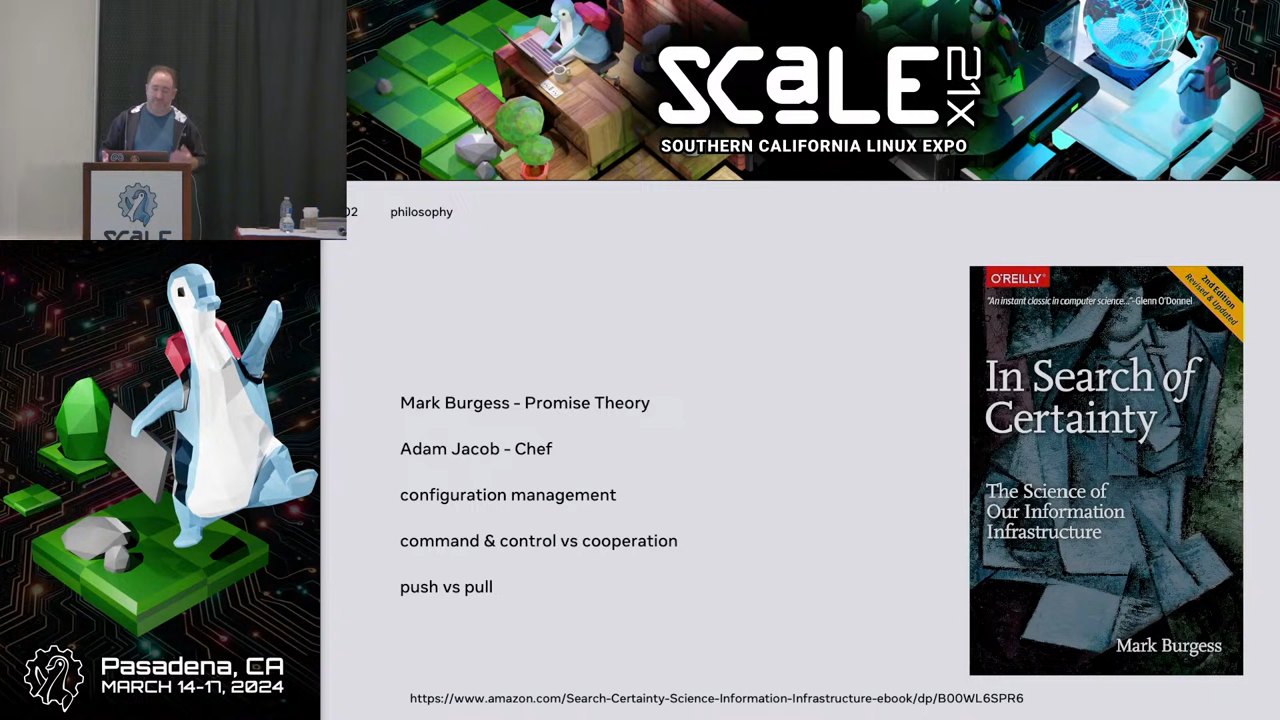 SCALE
21X
SOUTHERN CALIFORNIA LINUX EXPO
SCALE
02 philosophy
O'REILLY®
2nd Edition
Revised & Updated
"An instant classic in computer science..."-Glenn O'Donnel
In Search of
Certainty
The Science of
Our Information
Infrastructure
Mark Burgess
Mark Burgess - Promise Theory
Adam Jacob - Chef
configuration management
command & control vs cooperation
push vs pull
https://www.amazon.com/Search-Certainty-Science-Information-Infrastructure-ebook/dp/B00WL6SPR6
Pasadena, CA
MARCH 14-17, 2024